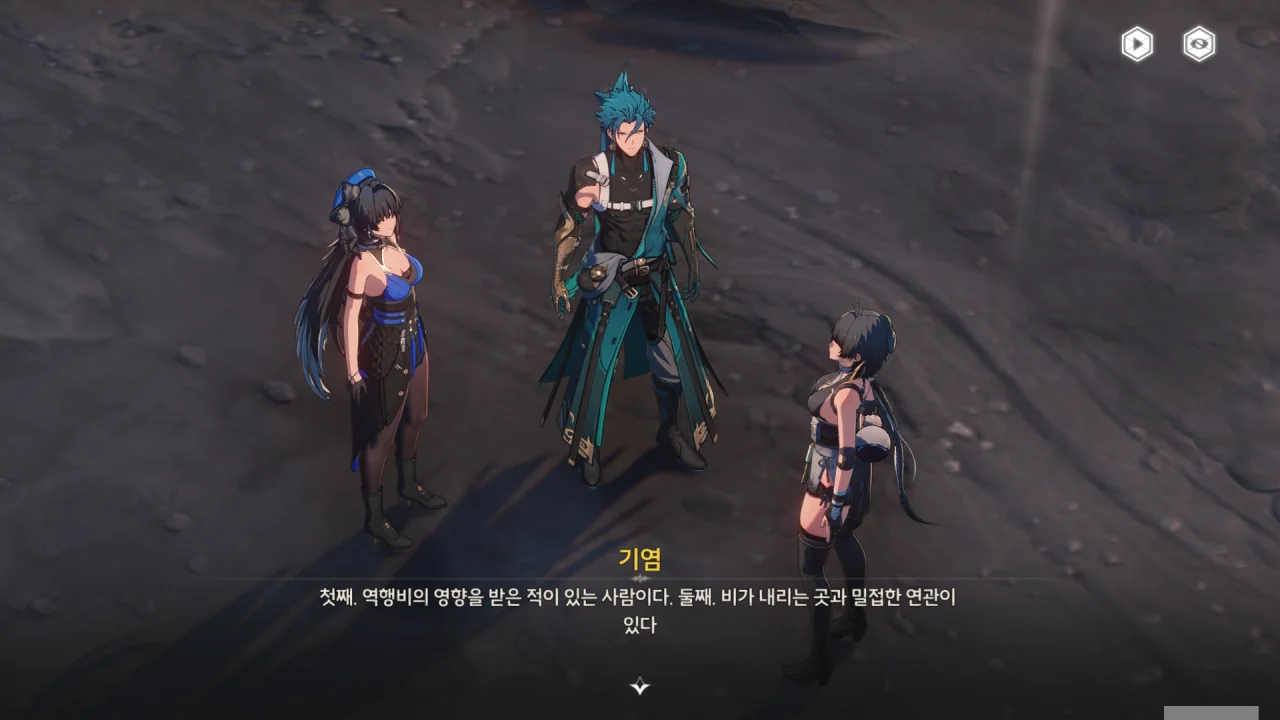 기염
첫째. 역행비의 영향을 받은 적이 있는 사람이다. 둘째. 비가 내리는 곳과 밀접한 연관이
있다